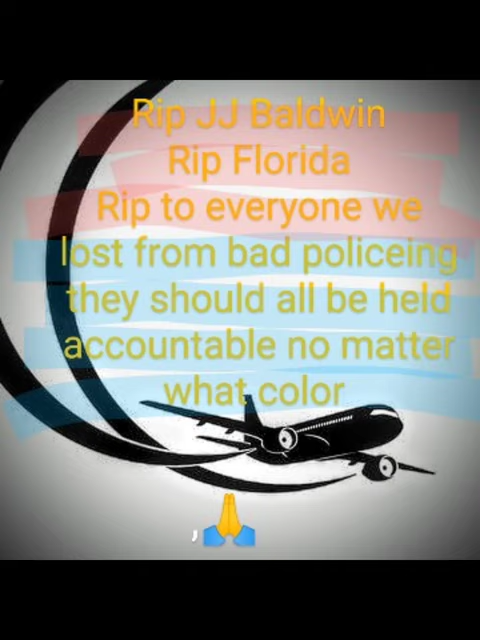 Rip JJ Baldwin
Rip Florida
Rip to everyone we
lost from bad policeing
they should all be held
accountable no matter
what color
,🙏